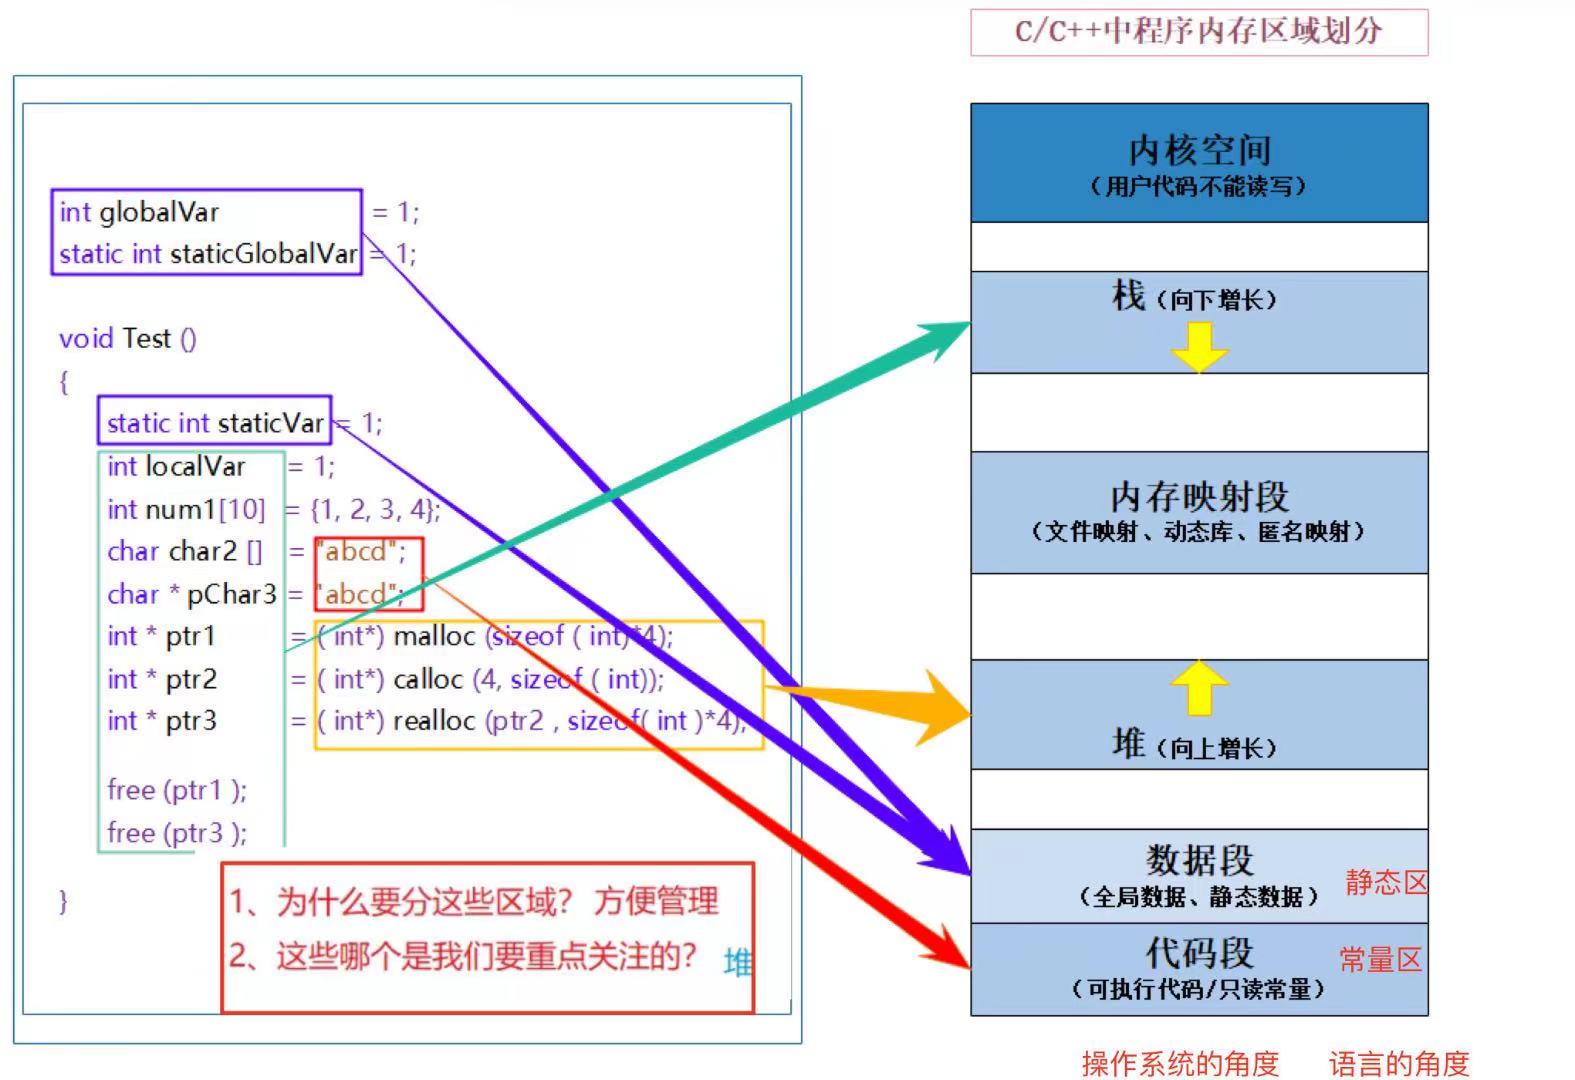 C/C++中程序内存区域划分
int globalVar = 1;
static int staticGlobalVar = 1;
void Test ()
{
static int staticVar = 1;
int localVar = 1;
int num1[10] = {1, 2, 3, 4};
char char2 [] = "abcd";
char * pChar3 = "abcd";
int * ptr1 = ( int*) malloc (sizeof ( int)*4);
int * ptr2 = ( int*) calloc (4, sizeof ( int));
int * ptr3 = ( int*) realloc (ptr2 , sizeof( int )*4);
free (ptr1 );
free (ptr3 );
}
1、为什么要分这些区域？ 方便管理
2、这些哪个是我们要重点关注的？ 堆
内核空间
（用户代码不能读写）
栈（向下增长）
内存映射段
（文件映射、动态库、匿名映射）
堆（向上增长）
数据段
（全局数据、静态数据）
静态区
代码段
（可执行代码/只读常量）
常量区
操作系统的角度 语言的角度